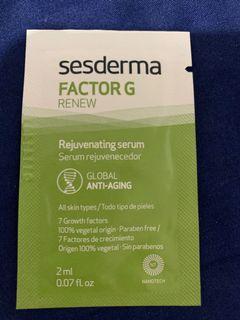 sesderma
FACTOR G
RENEW
Rejuvenating serum
Serum rejuvenecedor
GLOBAL
ANTI-AGING
All skin types / Todo tipo de pieles
7 Growth factors
100% vegetal origin · Paraben free /
7 Factores de crecimiento
Origen 100% vegetal · Sin parabenos
2 ml
0.07 fl.oz
NANOTECH